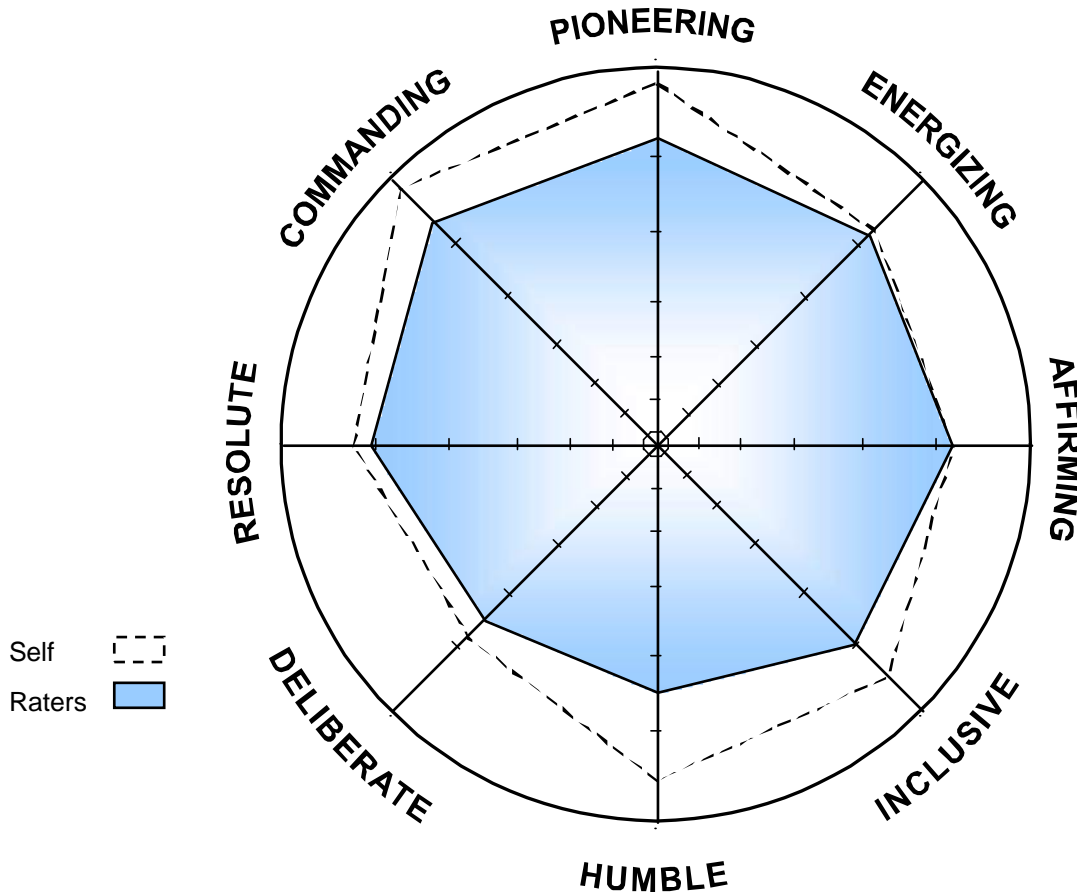 PIONEERING
ENERGIZING
COMMANDING
AFFIRMING
RESOLUTE
INCLUSIVE
DELIBERATE
HUMBLE
Self
Raters